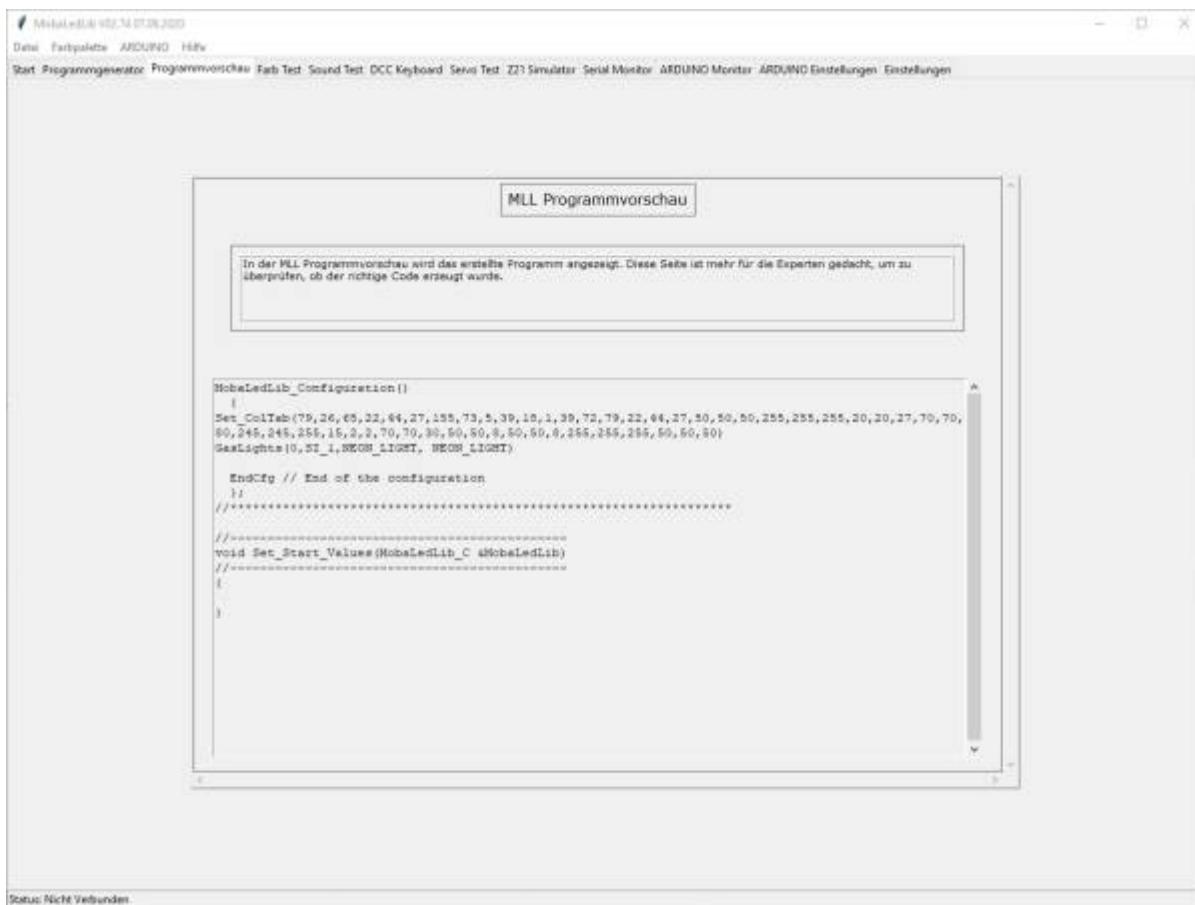 MobaLedLib V02.74 07.09.2020
Datei Farbpalette ARDUINO Hilfe
Start Programmgenerator Programmvorschau Farb Test Sound Test DCC Keyboard Servo Test Z21 Simulator Serial Monitor ARDUINO Monitor ARDUINO Einstellungen Einstellungen
MLL Programmvorschau
In der MLL Programmvorschau wird das erstellte Programm angezeigt. Diese Seite ist mehr für die Experten gedacht, um zu
überprüfen, ob der richtige Code erzeugt wurde.
MobaLedLib_Configuration()
{
Set_ColTab(79,26,65,22,44,27,155,73,5,39,18,1,39,72,79,22,44,27,50,50,50,255,255,255,20,20,27,70,70,
80,245,245,255,15,2,2,70,70,30,50,50,8,50,50,8,255,255,255,50,50,50)
GasLights(0,SI_1,NEON_LIGHT, NEON_LIGHT)
EndCfg // End of the configuration
};
//*******************************************************************
//---------------------------------------------
void Set_Start_Values(MobaLedLib_C &MobaLedLib)
//---------------------------------------------
{
}
Status: Nicht Verbunden